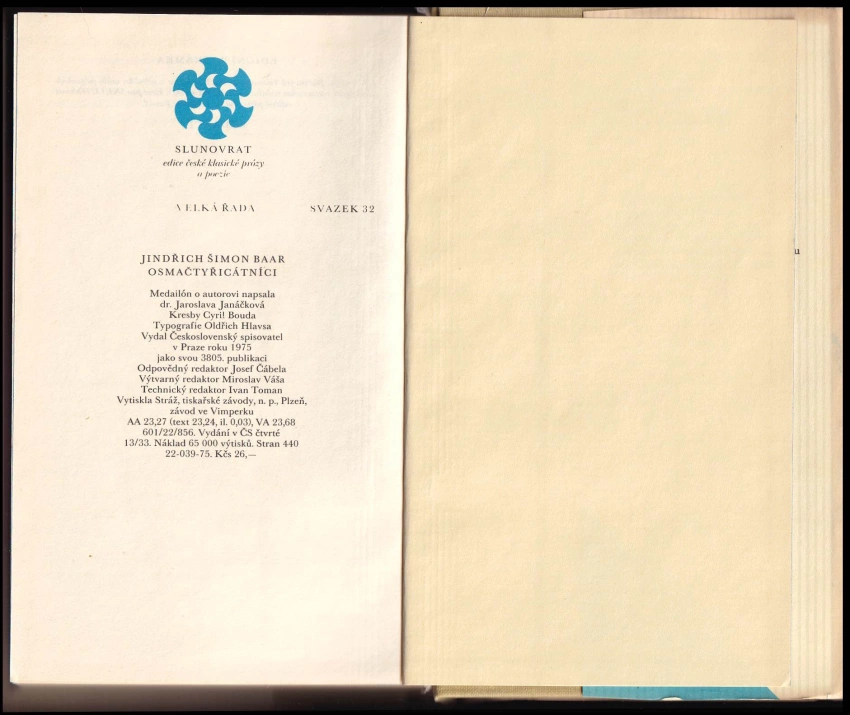 SLUNOVRAT
edice české klasické prózy
a poezie
VELKÁ ŘADA SVAZEK 32
JINDŘICH ŠIMON BAAR
OSMAČTYŘICÁTNÍCI
Medailón o autorovi napsala
dr. Jaroslava Janáčková
Kresby Cyril Bouda
Typografie Oldřich Hlavsa
Vydal Československý spisovatel
v Praze roku 1975
jako svou 3805. publikaci
Odpovědný redaktor Josef Čábela
Výtvarný redaktor Miroslav Váša
Technický redaktor Ivan Toman
Vytiskla Stráž, tiskařské závody, n. p., Plzeň,
závod ve Vimperku
AA 23,27 (text 23,24, il. 0,03), VA 23,68
601/22/856. Vydání v ČS čtvrté
13/33. Náklad 65 000 výtisků. Stran 440
22-039-75. Kčs 26,—
u